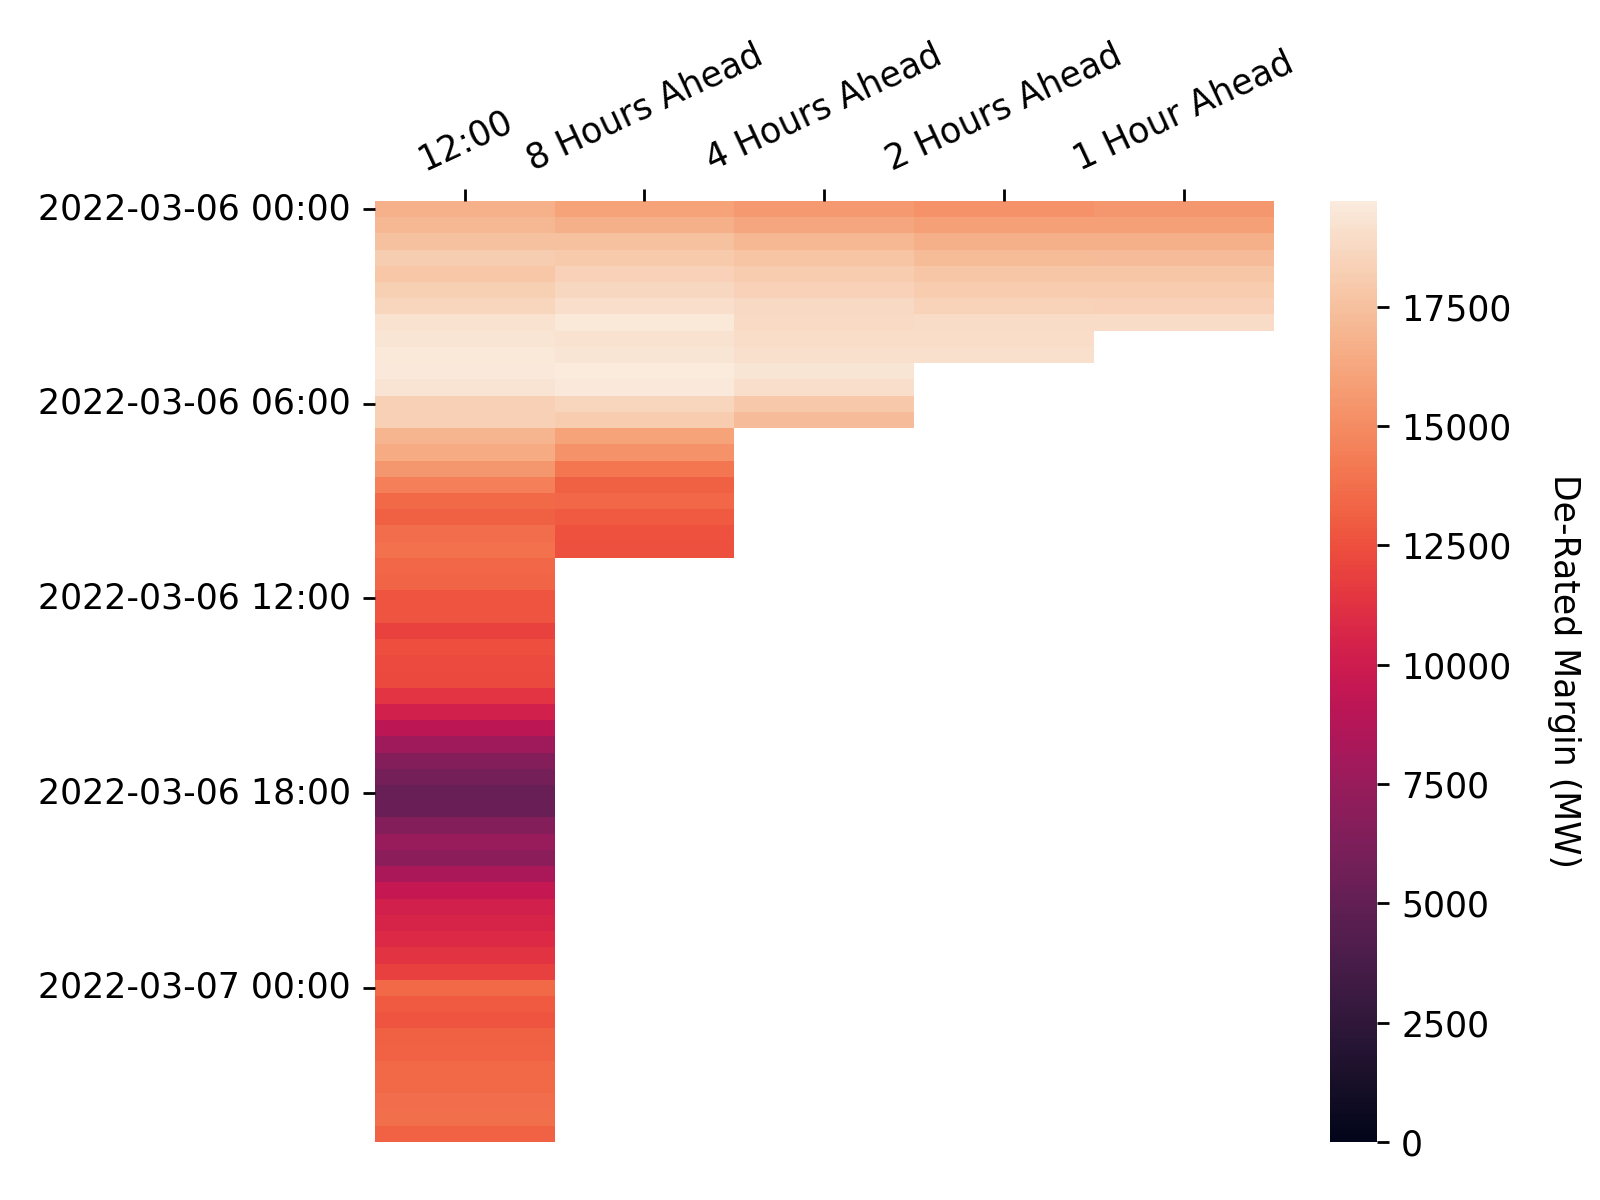 12:00
8 Hours Ahead
4 Hours Ahead
2 Hours Ahead
1 Hour Ahead
2022-03-06 00:00
2022-03-06 06:00
2022-03-06 12:00
2022-03-06 18:00
2022-03-07 00:00
17500
15000
12500
10000
7500
5000
2500
0
De-Rated Margin (MW)